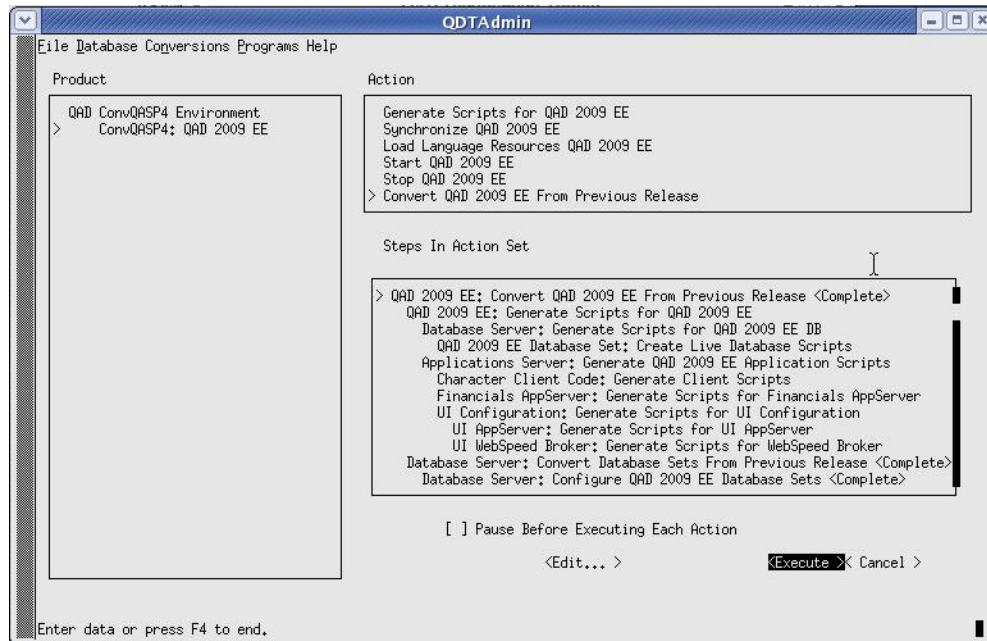 QDTAdmin
File Database Conversions Programs Help
Product
QAD ConvQASP4 Environment
> ConvQASP4: QAD 2009 EE
Action
Generate Scripts for QAD 2009 EE
Synchronize QAD 2009 EE
Load Language Resources QAD 2009 EE
Start QAD 2009 EE
Stop QAD 2009 EE
> Convert QAD 2009 EE From Previous Release
Steps In Action Set
> QAD 2009 EE: Convert QAD 2009 EE From Previous Release <Complete>
QAD 2009 EE: Generate Scripts for QAD 2009 EE
Database Server: Generate Scripts for QAD 2009 EE DB
QAD 2009 EE Database Set: Create Live Database Scripts
Applications Server: Generate QAD 2009 EE Application Scripts
Character Client Code: Generate Client Scripts
Financials AppServer: Generate Scripts for Financials AppServer
UI Configuration: Generate Scripts for UI Configuration
UI AppServer: Generate Scripts for UI AppServer
UI WebSpeed Broker: Generate Scripts for WebSpeed Broker
Database Server: Convert Database Sets From Previous Release <Complete>
Database Server: Configure QAD 2009 EE Database Sets <Complete>
[ ] Pause Before Executing Each Action
<Edit... > <Execute >< Cancel >
Enter data or press F4 to end.